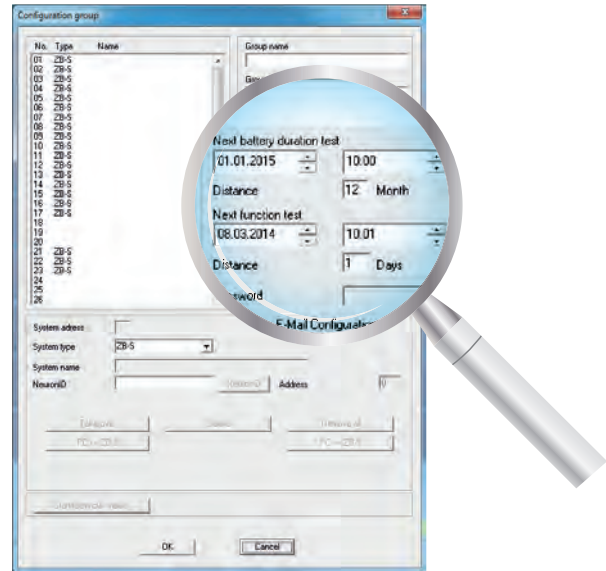 Configuration group
No. Type Name
01 ZB-S
02 ZB-S
03 ZB-S
04 ZB-S
05 ZB-S
06 ZB-S
07 ZB-S
08 ZB-S
09 ZB-S
10 ZB-S
11 ZB-S
12 ZB-S
13 ZB-S
14 ZB-S
15 ZB-S
16 ZB-S
17 ZB-S
18
19
20
21 ZB-S
22 ZB-S
23 ZB-S
24
25
26
Group name
Next battery duration test
01.01.2015 10:00
Distance 12 Month
Next function test
08.03.2014 10:01
Distance 1 Days
E-Mail
System adress
System type ZB-S
System name
NeuronID Address 0
OK Cancel